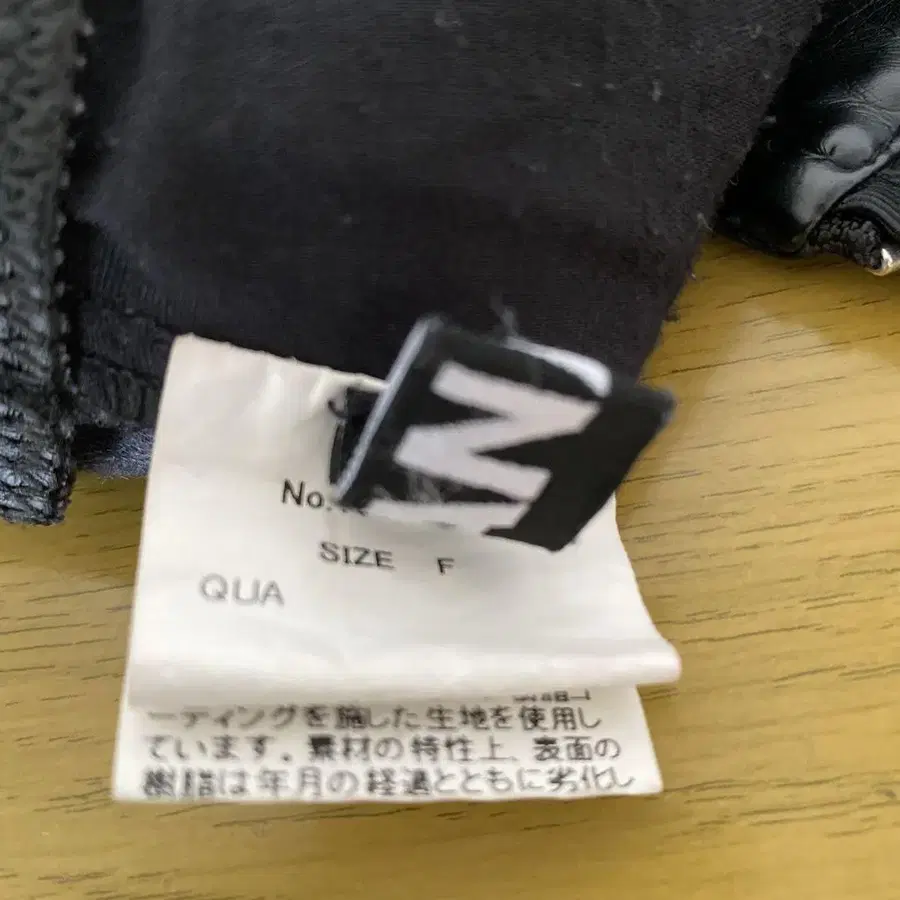 M
No.
SIZE F
QUA
ーティングを施した生地を使用し
ています。素材の特性上、表面の
樹脂は年月の経過とともに劣化し